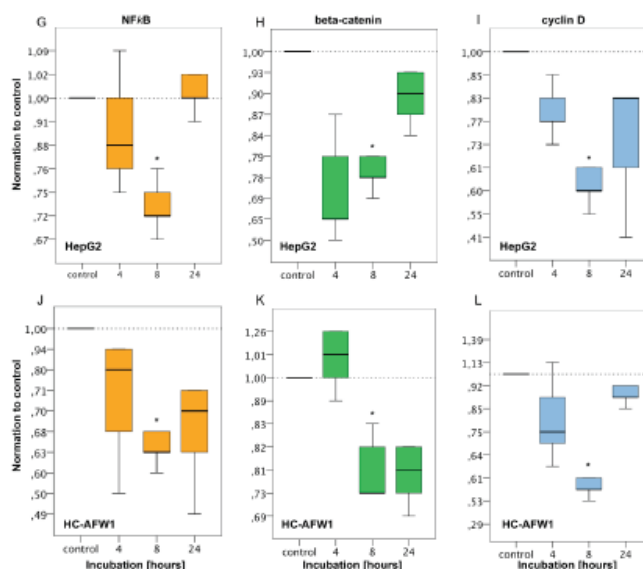 G NFkB
Normation to control
1,09
1,02
1,00
,91
,88
,76
,75
,72
,67
*
HepG2
control 4 8 24
H beta-catenin
1,00
,93
,90
,87
,84
,79
,78
,69
,65
,50
*
HepG2
control 4 8 24
I cyclin D
1,00
,85
,83
,77
,73
,61
,60
,55
,41
*
HepG2
control 4 8 24
J
Normation to control
1,00
,94
,80
,71
,70
,68
,63
,60
,50
,49
*
HC-AFW1
control 4 8 24
Incubation [hours]
K
1,26
1,01
1,00
,89
,83
,82
,81
,73
,69
*
HC-AFW1
control 4 8 24
Incubation [hours]
L
1,39
1,13
,92
,85
,75
,64
,61
,53
,29
*
HC-AFW1
control 4 8 24
Incubation [hours]